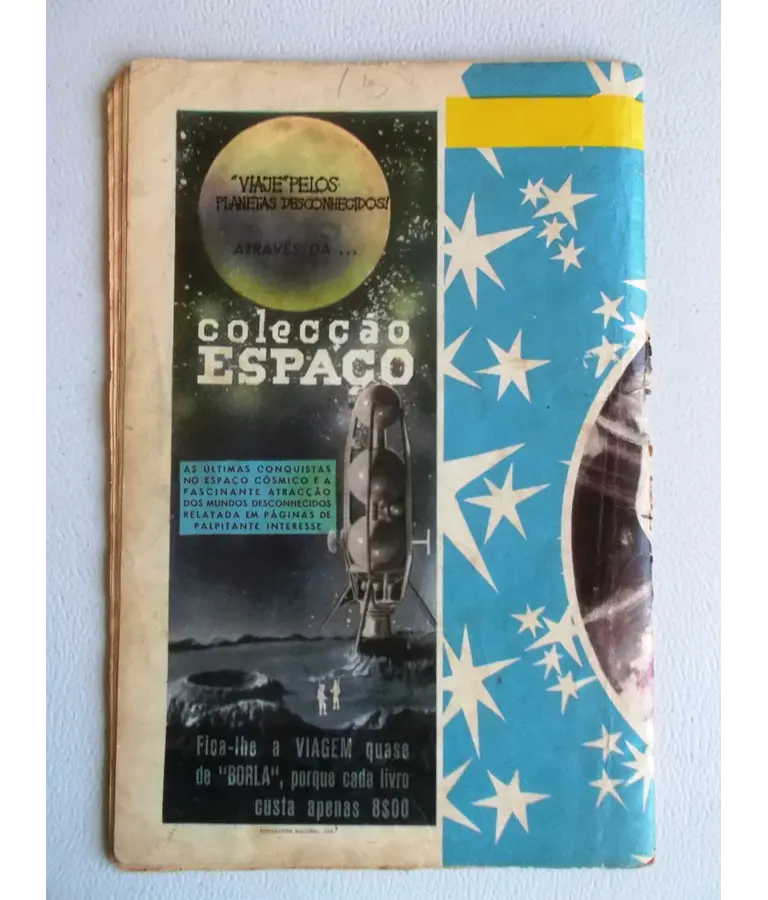 "VIAJE" PELOS
PLANETAS DESCONHECIDOS!
ATRAVÉS DA ...
colecção
ESPAÇO
AS ÚLTIMAS CONQUISTAS
NO ESPAÇO CÓSMICO E A
FASCINANTE ATRACÇÃO
DOS MUNDOS DESCONHECIDOS
RELATADA EM PÁGINAS DE
PALPITANTE INTERESSE
Fica-lhe a VIAGEM quase
de "BORLA", porque cada livro
custa apenas 8$00